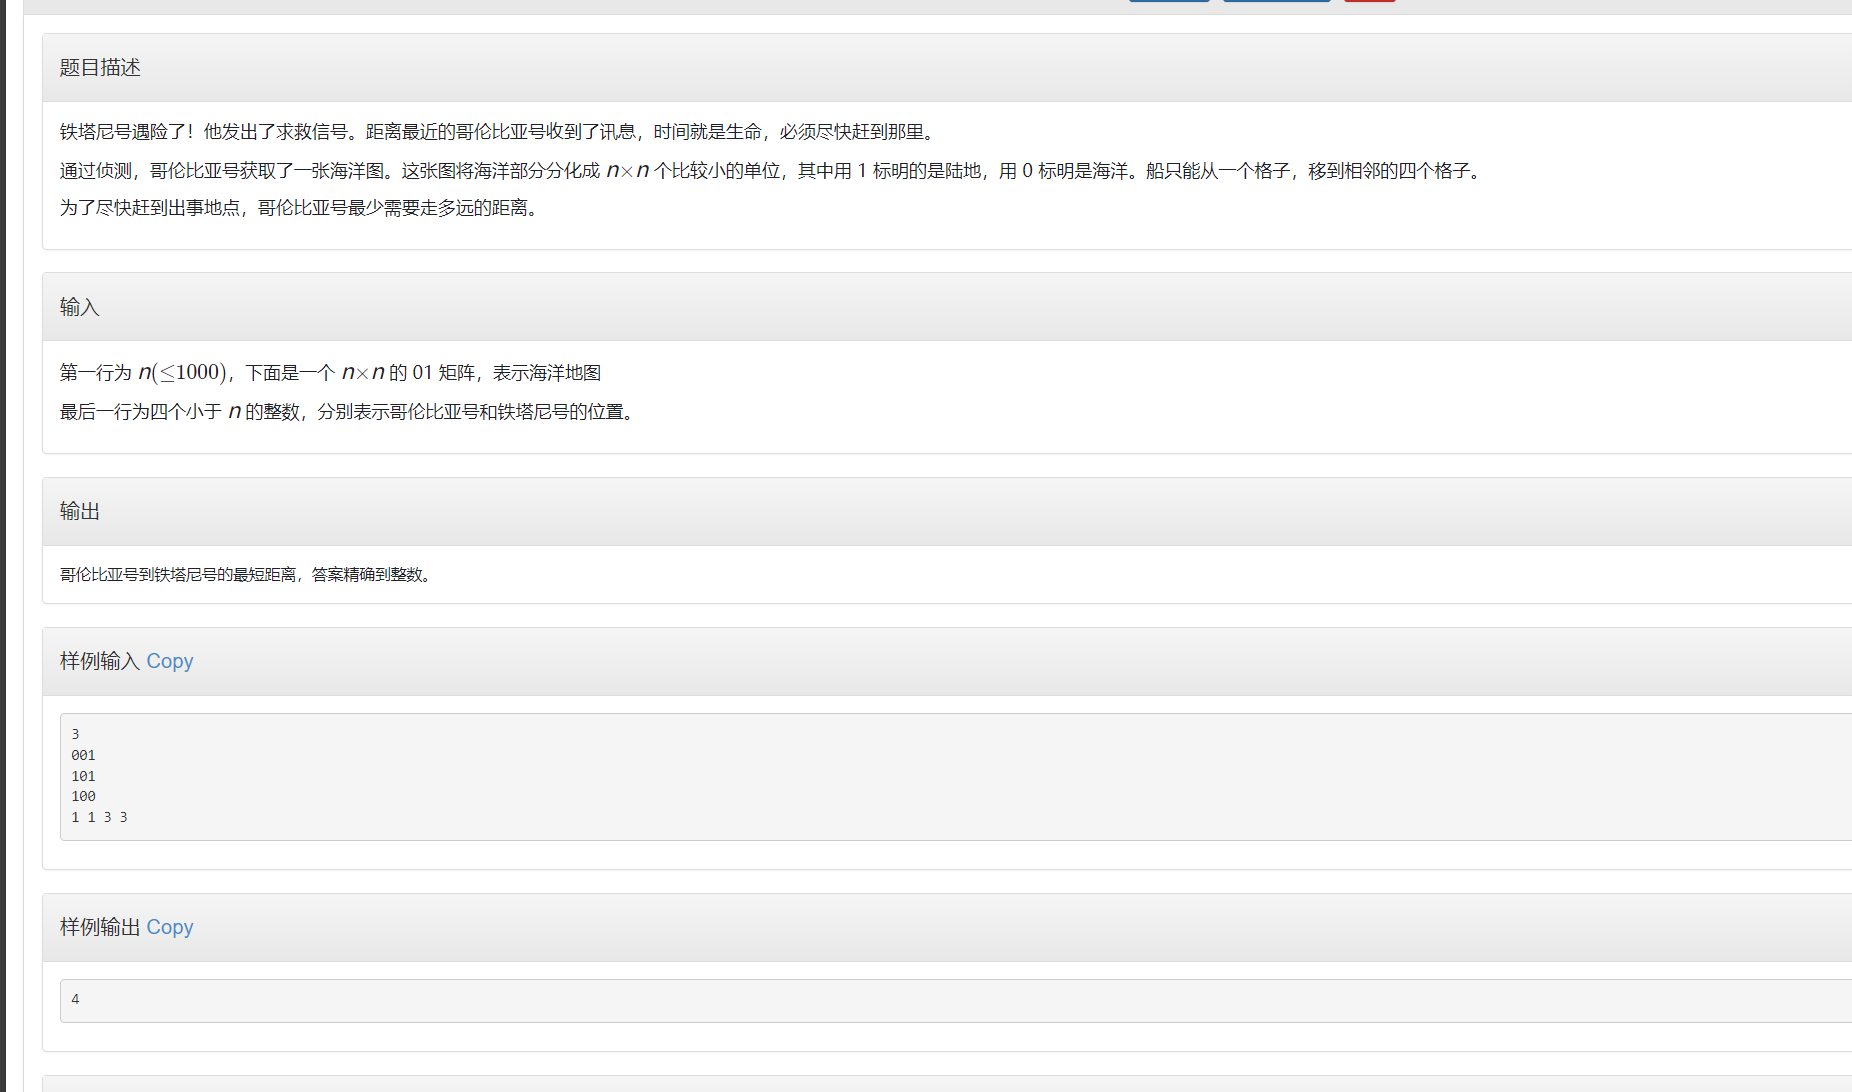 题目描述
铁塔尼号遇险了！他发出了求救信号。距离最近的哥伦比亚号收到了讯息，时间就是生命，必须尽快赶到那里。
通过侦测，哥伦比亚号获取了一张海洋图。这张图将海洋部分分化成 n×n 个比较小的单位，其中用 1 标明的是陆地，用 0 标明是海洋。船只能从一个格子，移到相邻的四个格子。
为了尽快赶到出事地点，哥伦比亚号最少需要走多远的距离。
输入
第一行为 n(≤1000)，下面是一个 n×n 的 01 矩阵，表示海洋地图
最后一行为四个小于 n 的整数，分别表示哥伦比亚号和铁塔尼号的位置。
输出
哥伦比亚号到铁塔尼号的最短距离，答案精确到整数。
样例输入 Copy
3
001
101
100
1 1 3 3
样例输出 Copy
4